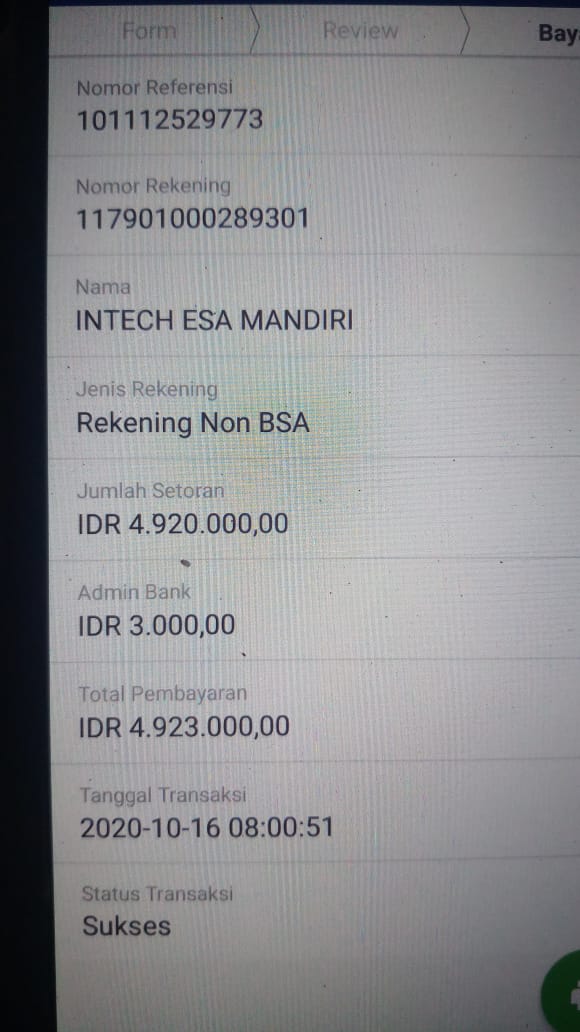 Form
Review
Bay
Nomor Referensi
101112529773
Nomor Rekening
117901000289301
Nama
INTECH ESA MANDIRI
Jenis Rekening
Rekening Non BSA
Jumlah Setoran
IDR 4.920.000,00
Admin Bank
IDR 3.000,00
Total Pembayaran
IDR 4.923.000,00
Tanggal Transaksi
2020-10-16 08:00:51
Status Transaksi
Sukses